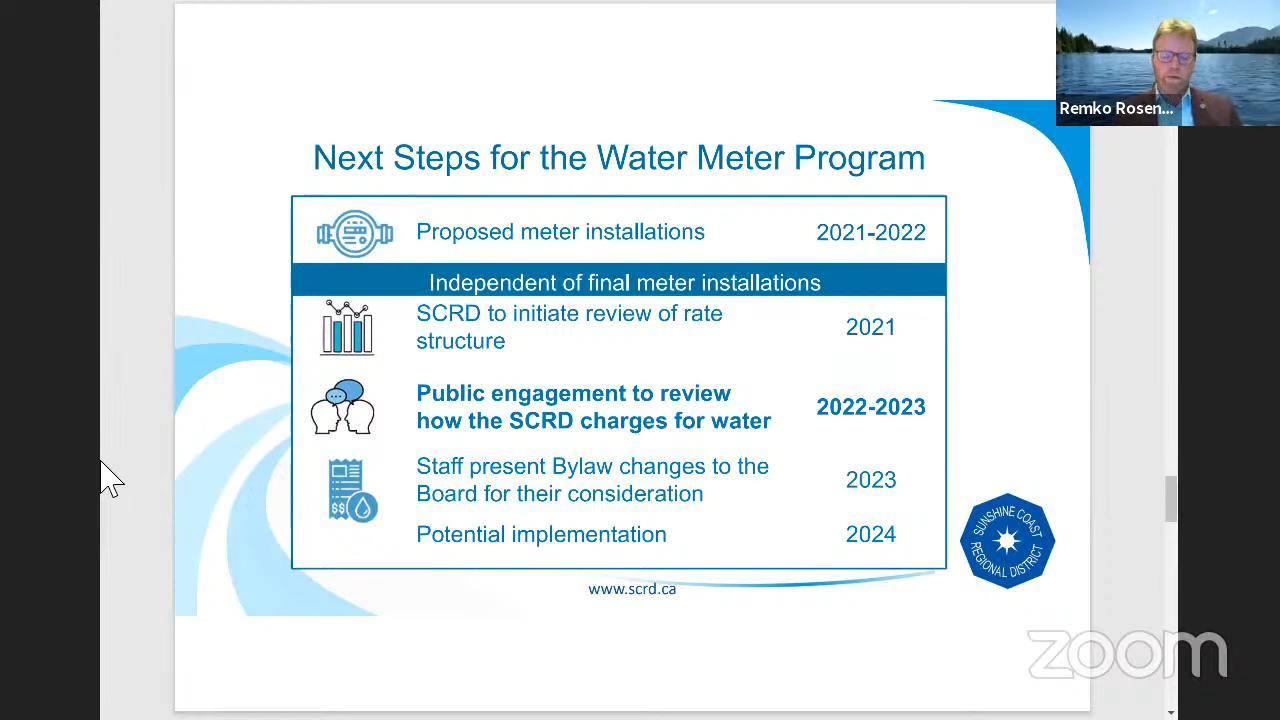 Remko Rosen...
Next Steps for the Water Meter Program
Proposed meter installations 2021-2022
Independent of final meter installations
SCRD to initiate review of rate
structure 2021
Public engagement to review
how the SCRD charges for water 2022-2023
Staff present Bylaw changes to the
Board for their consideration 2023
$$
Potential implementation 2024
SUNSHINE COAST
REGIONAL DISTRICT
www.scrd.ca
zoom